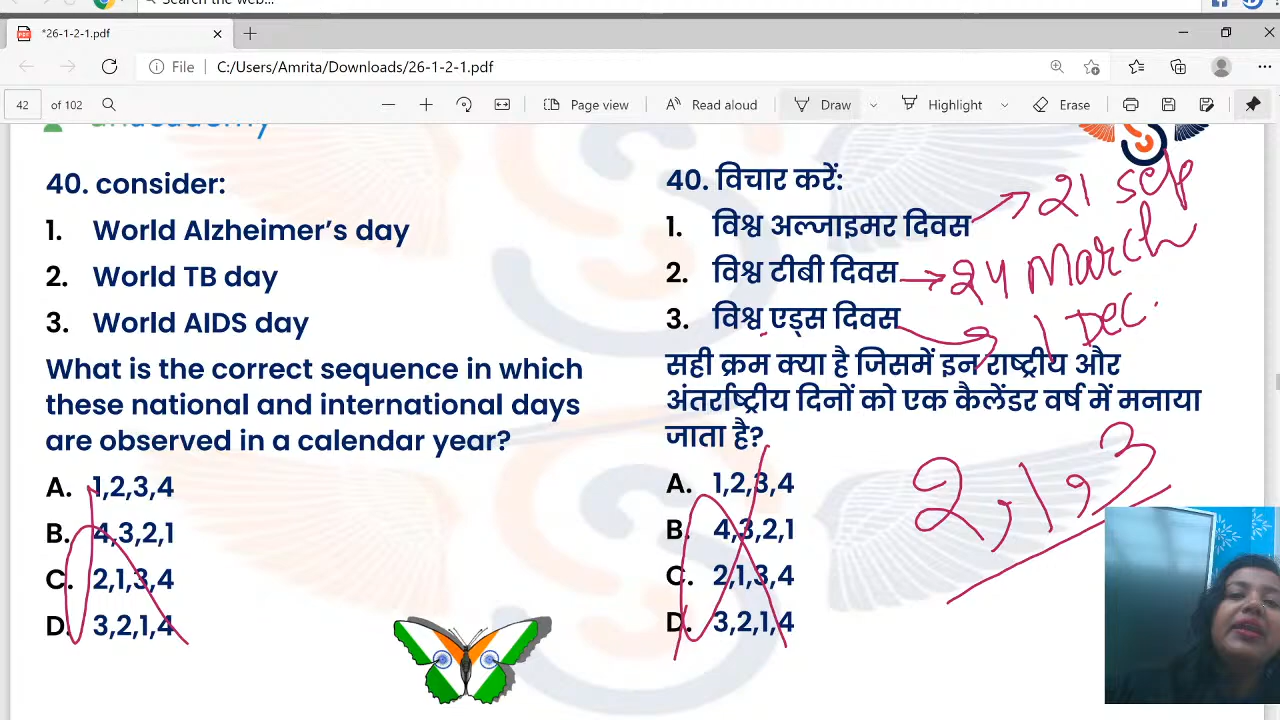 *26-1-2-1.pdf
File C:/Users/Amrita/Downloads/26-1-2-1.pdf
42 of 102 Page view Read aloud Draw Highlight Erase
40. consider:
1. World Alzheimer's day
2. World TB day
3. World AIDS day
What is the correct sequence in which
these national and international days
are observed in a calendar year?
A. 1,2,3,4
B. 4,3,2,1
C. 2,1,3,4
D. 3,2,1,4
40. विचार करें:
1. विश्व अल्जाइमर दिवस → 21 sep
2. विश्व टीबी दिवस → 24 March
3. विश्व एड्स दिवस → 1 Dec.
सही क्रम क्या है जिसमें इन राष्ट्रीय और
अंतर्राष्ट्रीय दिनों को एक कैलेंडर वर्ष में मनाया
जाता है?
A. 1,2,3,4
B. 4,3,2,1
C. 2,1,3,4
D. 3,2,1,4
2,1,3